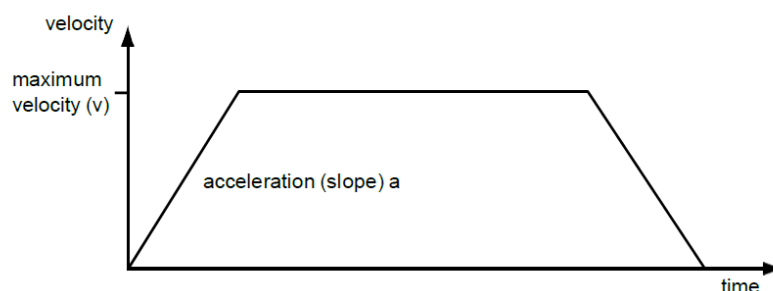 velocity
maximum
velocity (v)
acceleration (slope) a
time